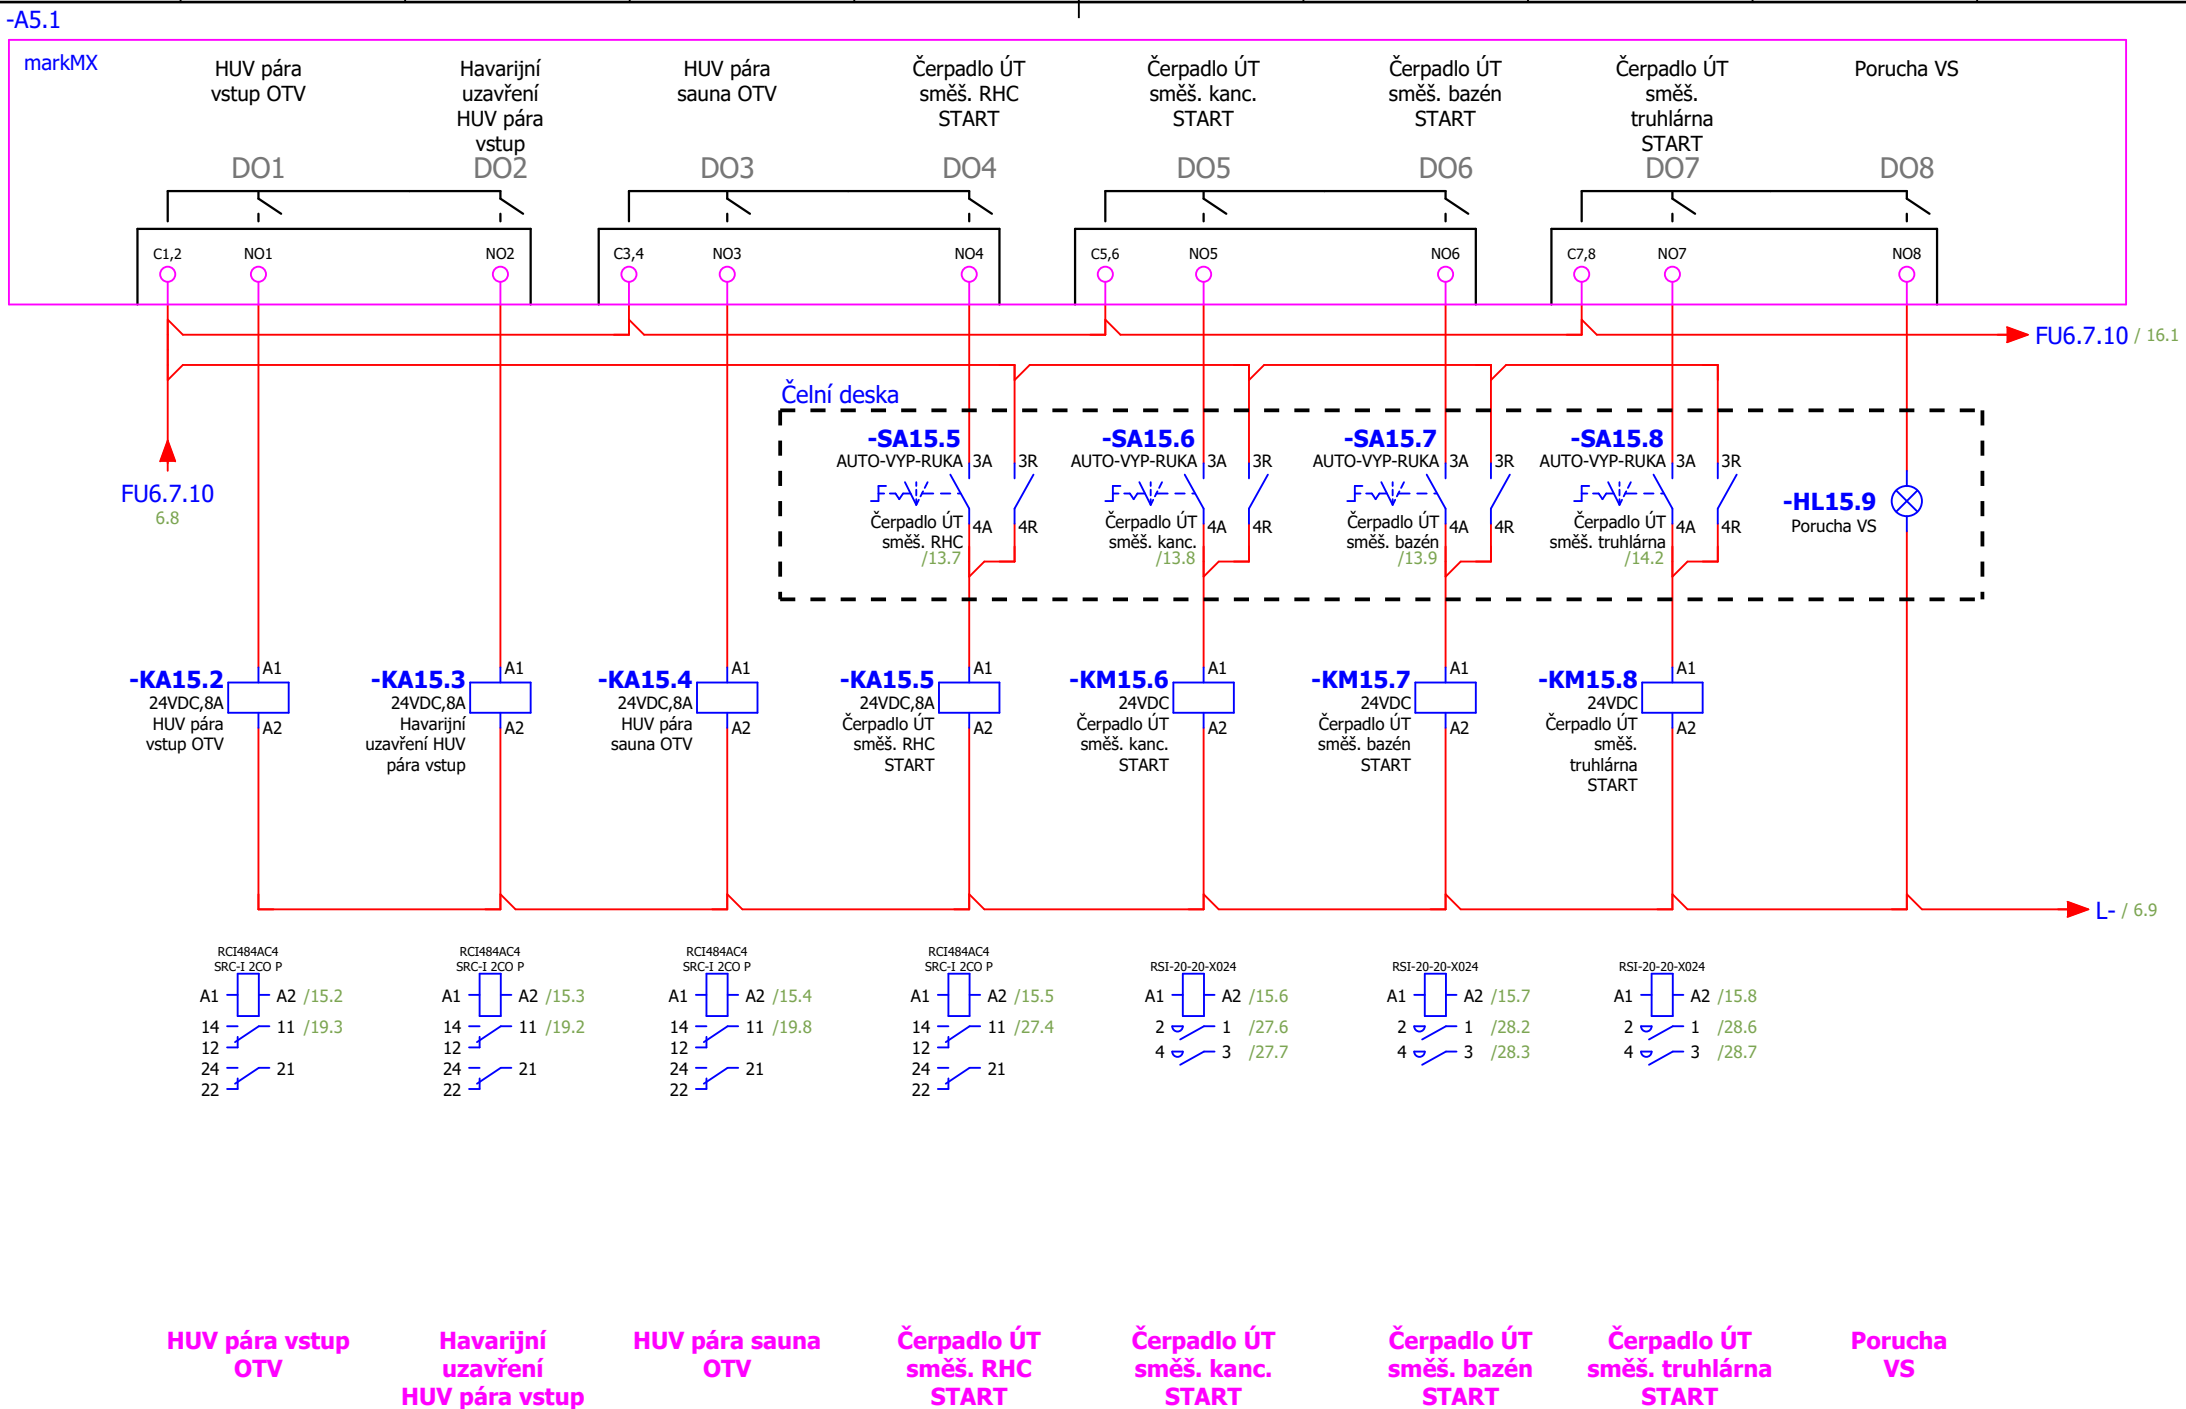 -A5.1
markMX
HUV pára
vstup OTV
Havarijní
uzavření
HUV pára
vstup
HUV pára
sauna OTV
Čerpadlo ÚT
směš. RHC
START
Čerpadlo ÚT
směš. kanc.
START
Čerpadlo ÚT
směš. bazén
START
Čerpadlo ÚT
směš.
truhlárna
START
Porucha VS
DO1 DO2 DO3 DO4 DO5 DO6 DO7 DO8
C1,2 NO1 NO2 C3,4 NO3 NO4 C5,6 NO5 NO6 C7,8 NO7 NO8
FU6.7.10 / 16.1
FU6.7.10
6.8
Čelní deska
-SA15.5
AUTO-VYP-RUKA 3A 3R
Čerpadlo ÚT 4A 4R
směš. RHC
/13.7
-SA15.6
AUTO-VYP-RUKA 3A 3R
Čerpadlo ÚT 4A 4R
směš. kanc.
/13.8
-SA15.7
AUTO-VYP-RUKA 3A 3R
Čerpadlo ÚT 4A 4R
směš. bazén
/13.9
-SA15.8
AUTO-VYP-RUKA 3A 3R
Čerpadlo ÚT 4A 4R
směš. truhlárna
/14.2
-HL15.9
Porucha VS
-KA15.2 A1
24VDC,8A
HUV pára A2
vstup OTV
-KA15.3 A1
24VDC,8A
Havarijní A2
uzavření HUV
pára vstup
-KA15.4 A1
24VDC,8A
HUV pára A2
sauna OTV
-KA15.5 A1
24VDC,8A
Čerpadlo ÚT A2
směš. RHC
START
-KM15.6 A1
24VDC
Čerpadlo ÚT A2
směš. kanc.
START
-KM15.7 A1
24VDC
Čerpadlo ÚT A2
směš. bazén
START
-KM15.8 A1
24VDC
Čerpadlo ÚT A2
směš.
truhlárna
START
L- / 6.9
RCI484AC4
SRC-I 2CO P
A1 A2 /15.2
14 11 /19.3
12
24 21
22
RCI484AC4
SRC-I 2CO P
A1 A2 /15.3
14 11 /19.2
12
24 21
22
RCI484AC4
SRC-I 2CO P
A1 A2 /15.4
14 11 /19.8
12
24 21
22
RCI484AC4
SRC-I 2CO P
A1 A2 /15.5
14 11 /27.4
12
24 21
22
RSI-20-20-X024
A1 A2 /15.6
2 1 /27.6
4 3 /27.7
RSI-20-20-X024
A1 A2 /15.7
2 1 /28.2
4 3 /28.3
RSI-20-20-X024
A1 A2 /15.8
2 1 /28.6
4 3 /28.7
HUV pára vstup
OTV
Havarijní
uzavření
HUV pára vstup
HUV pára sauna
OTV
Čerpadlo ÚT
směš. RHC
START
Čerpadlo ÚT
směš. kanc.
START
Čerpadlo ÚT
směš. bazén
START
Čerpadlo ÚT
směš. truhlárna
START
Porucha
VS